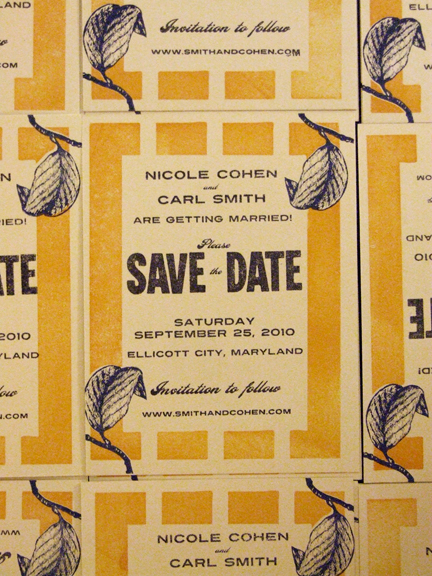 Invitation to follow
WWW.SMITHANDCOHEN.COM
NICOLE COHEN
and
CARL SMITH
ARE GETTING MARRIED!
Please
SAVE the DATE
SATURDAY
SEPTEMBER 25, 2010
ELLICOTT CITY, MARYLAND
Invitation to follow
WWW.SMITHANDCOHEN.COM
NICOLE COHEN
and
CARL SMITH